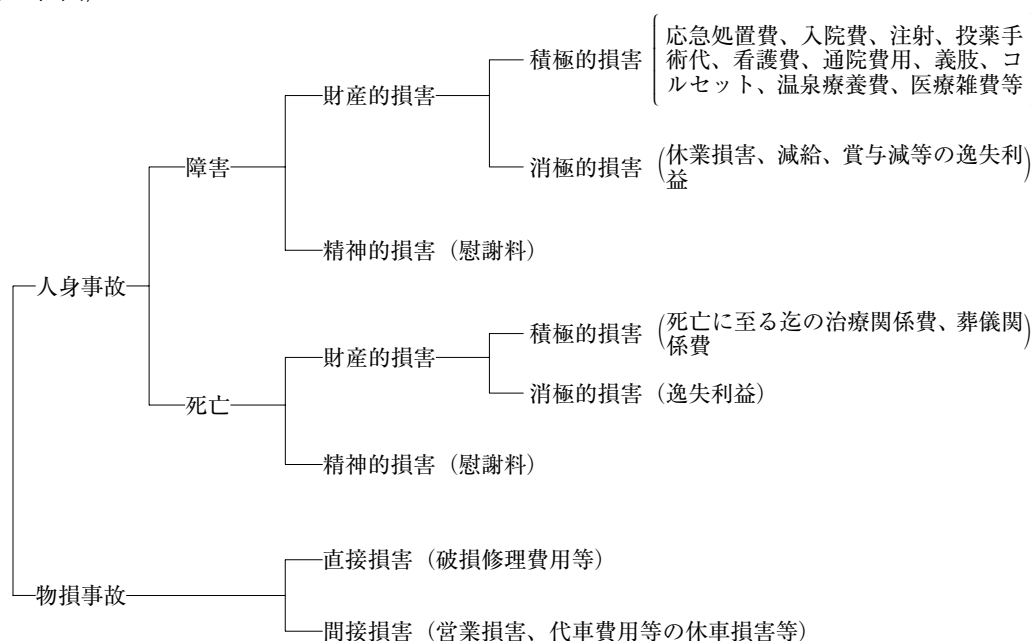 積極的損害
応急処置費、入院費、注射、投薬手
術代、看護費、通院費用、義肢、コ
ルセット、温泉療養費、医療雑費等
財産的損害
消極的損害(休業損害、減給、賞与減等の逸失利
益)
障害
精神的損害(慰謝料)
人身事故
積極的損害(死亡に至る迄の治療関係費、葬儀関
係費)
財産的損害
消極的損害(逸失利益)
死亡
精神的損害(慰謝料)
直接損害(破損修理費用等)
物損事故
間接損害(営業損害、代車費用等の休車損害等)